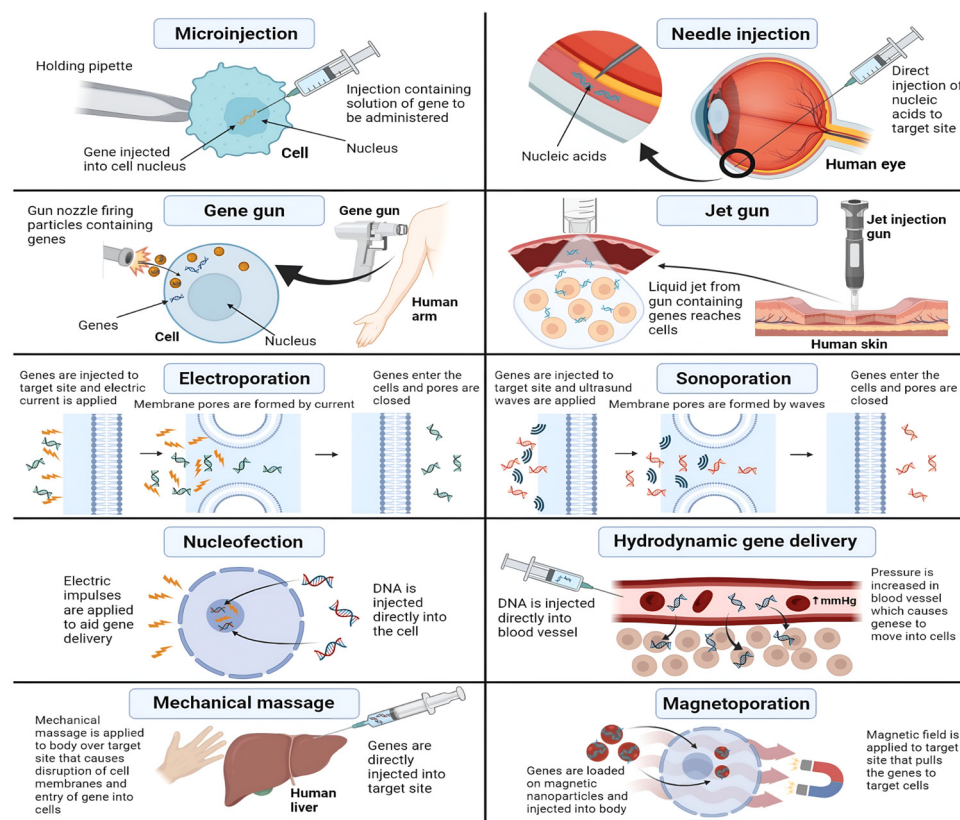 Microinjection
Holding pipette
Injection containing
solution of gene to
be administered
Gene injected
into cell nucleus
Cell
Nucleus
Needle injection
Direct
injection of
nucleic
acids to
target site
Nucleic acids
Human eye
Gene gun
Gun nozzle firing
particles containing
genes
Gene gun
Genes
Cell
Nucleus
Human
arm
Jet gun
Jet injection
gun
Liquid jet from
gun containing
genes reaches
cells
Human skin
Electroporation
Genes are injected to
target site and electric
current is applied
Membrane pores are formed by current
Genes enter the
cells and pores are
closed
Sonoporation
Genes are injected to
target site and ultrasound
waves are applied
Membrane pores are formed by waves
Genes enter the
cells and pores are
closed
Nucleofection
Electric
impulses
are applied
to aid gene
delivery
DNA is
injected
directly into
the cell
Hydrodynamic gene delivery
DNA is injected
directly into
blood vessel
↑mmHg
Pressure is
increased in
blood vessel
which causes
genese to
move into cells
Mechanical massage
Mechanical
massage is applied
to body over target
site that causes
disruption of cell
membranes and
entry of gene into
cells
Human
liver
Genes are
directly
injected into
target site
Magnetoporation
Genes are loaded
on magnetic
nanoparticles and
injected into body
Magnetic field is
applied to target
site that pulls
the genes to
target cells